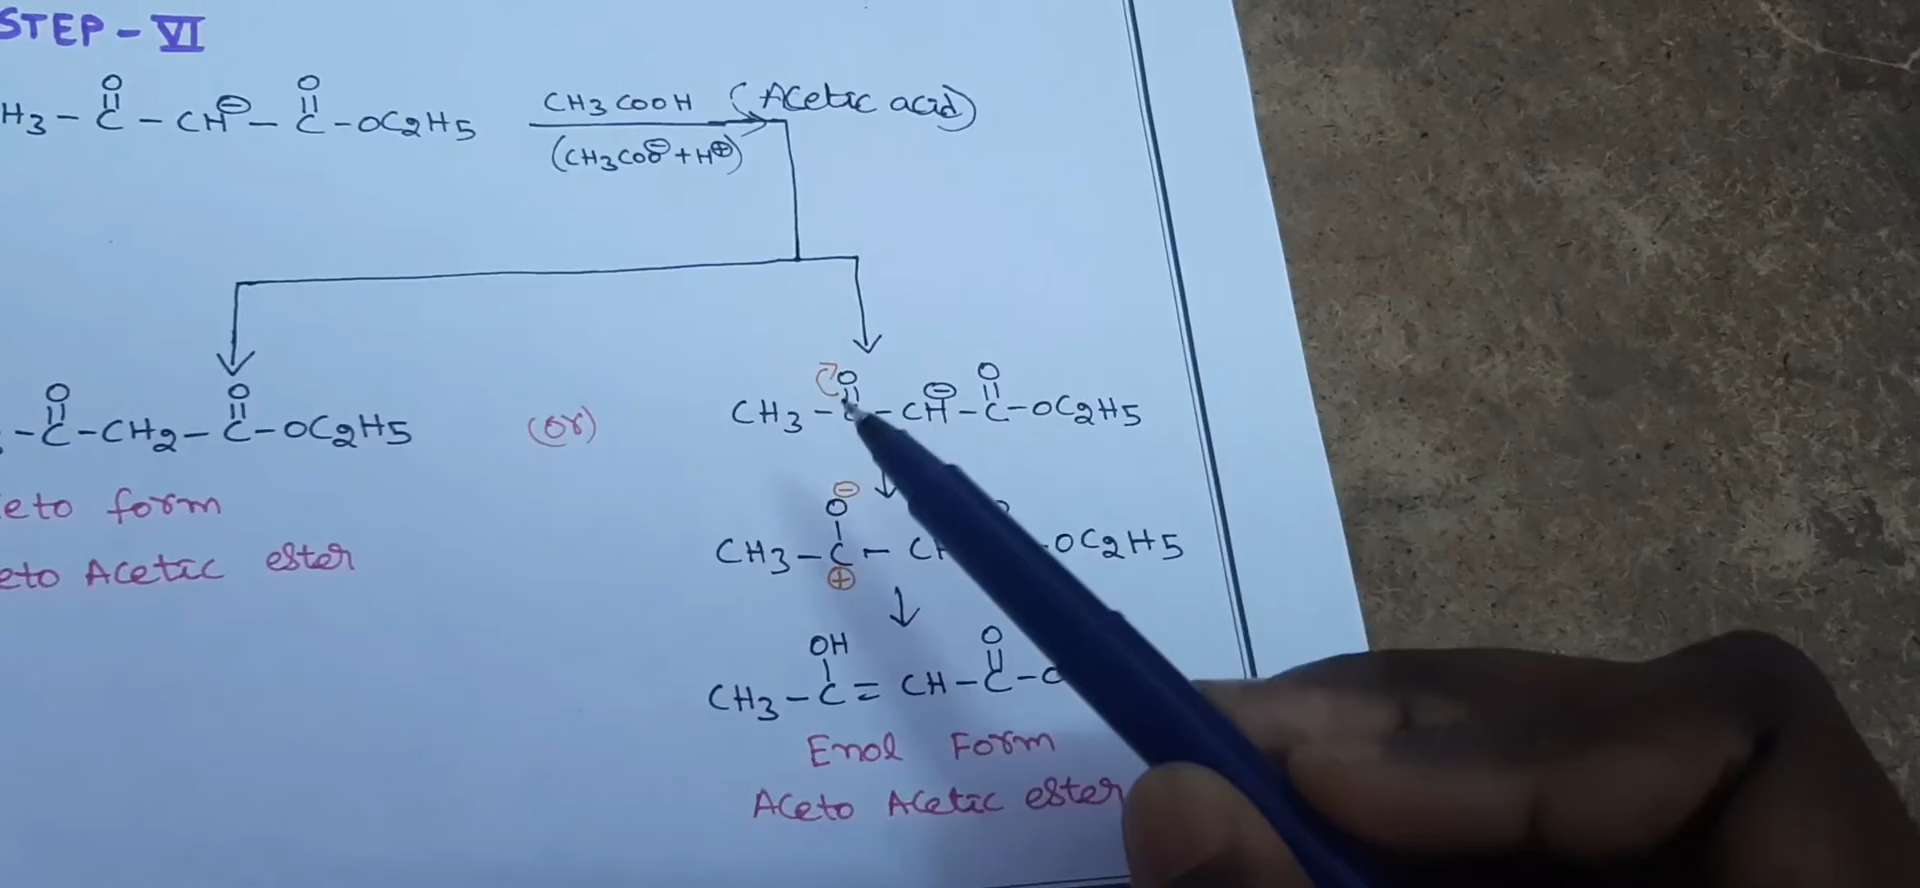 STEP - VI
O O
H3 - C - CH⊖ - C - OC2H5 CH3COOH (Acetic acid)
(CH3COO⊖ + H⊕)
O O
CH3 - C - CH⊖ - C - OC2H5
O O
- C - CH2 - C - OC2H5 (or)
eto form
eto Acetic ester
O⊖
CH3 - C⊕ - OC2H5
OH O
CH3 - C = CH - C -
Enol Form
Aceto Acetic ester